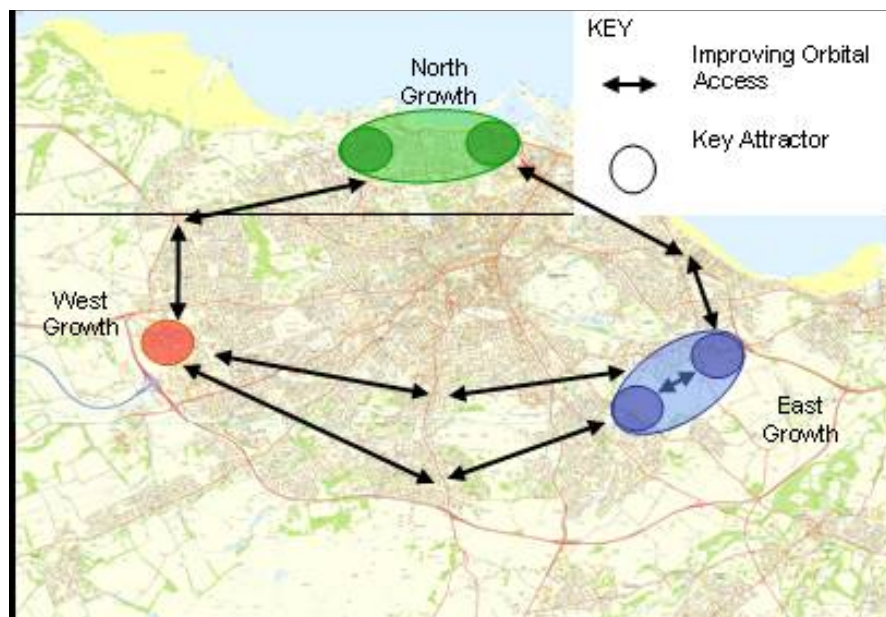 KEY
Improving Orbital
Access
Key Attractor
North
Growth
West
Growth
East
Growth